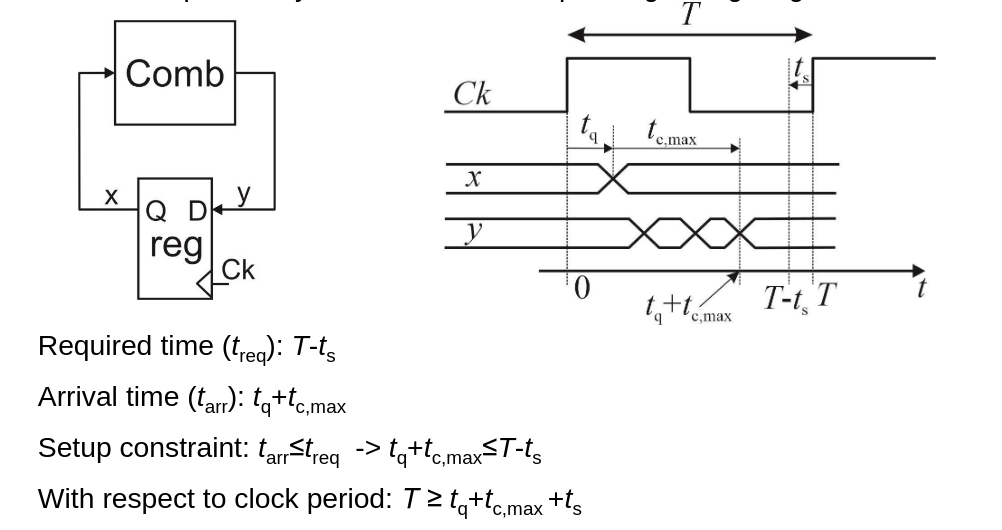 T
Comb
x
y
Q D
reg
Ck
Ck
ts
tq
tc,max
x
y
0
tq+tc,max
T-ts
T
t
Required time (treq): T-ts
Arrival time (tarr): tq+tc,max
Setup constraint: tarr≤treq -> tq+tc,max≤T-ts
With respect to clock period: T ≥ tq+tc,max +ts